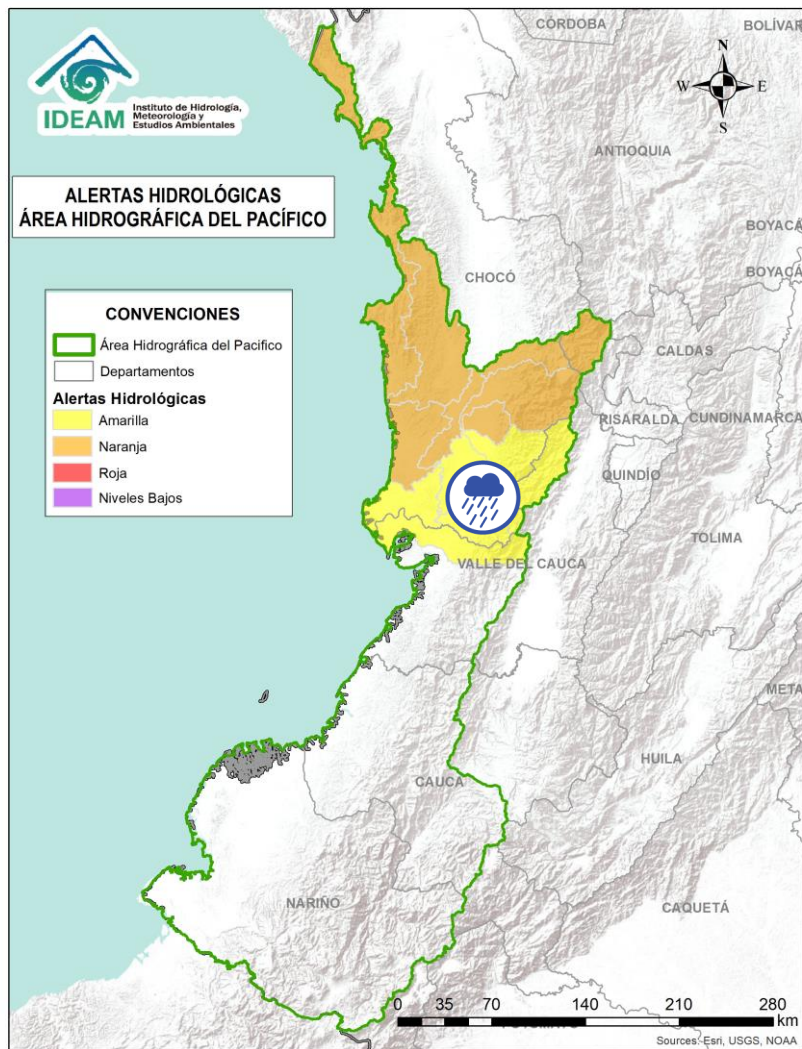 CÓRDOBA
BOLÍVAR
IDEAM
Instituto de Hidrología,
Meteorología y
Estudios Ambientales
N
W E
S
ANTIOQUIA
ALERTAS HIDROLÓGICAS
ÁREA HIDROGRÁFICA DEL PACÍFICO
BOYACÁ
BOYACÁ
CHOCÓ
CONVENCIONES
Área Hidrográfica del Pacifico
Departamentos
Alertas Hidrológicas
Amarilla
Naranja
Roja
Niveles Bajos
CALDAS
RISARALDA
CUNDINAMARCA
QUINDÍO
TOLIMA
VALLE DEL CAUCA
META
HUILA
CAUCA
NARIÑO
CAQUETÁ
0 35 70 140 210 280
km
Sources: Esri, USGS, NOAA